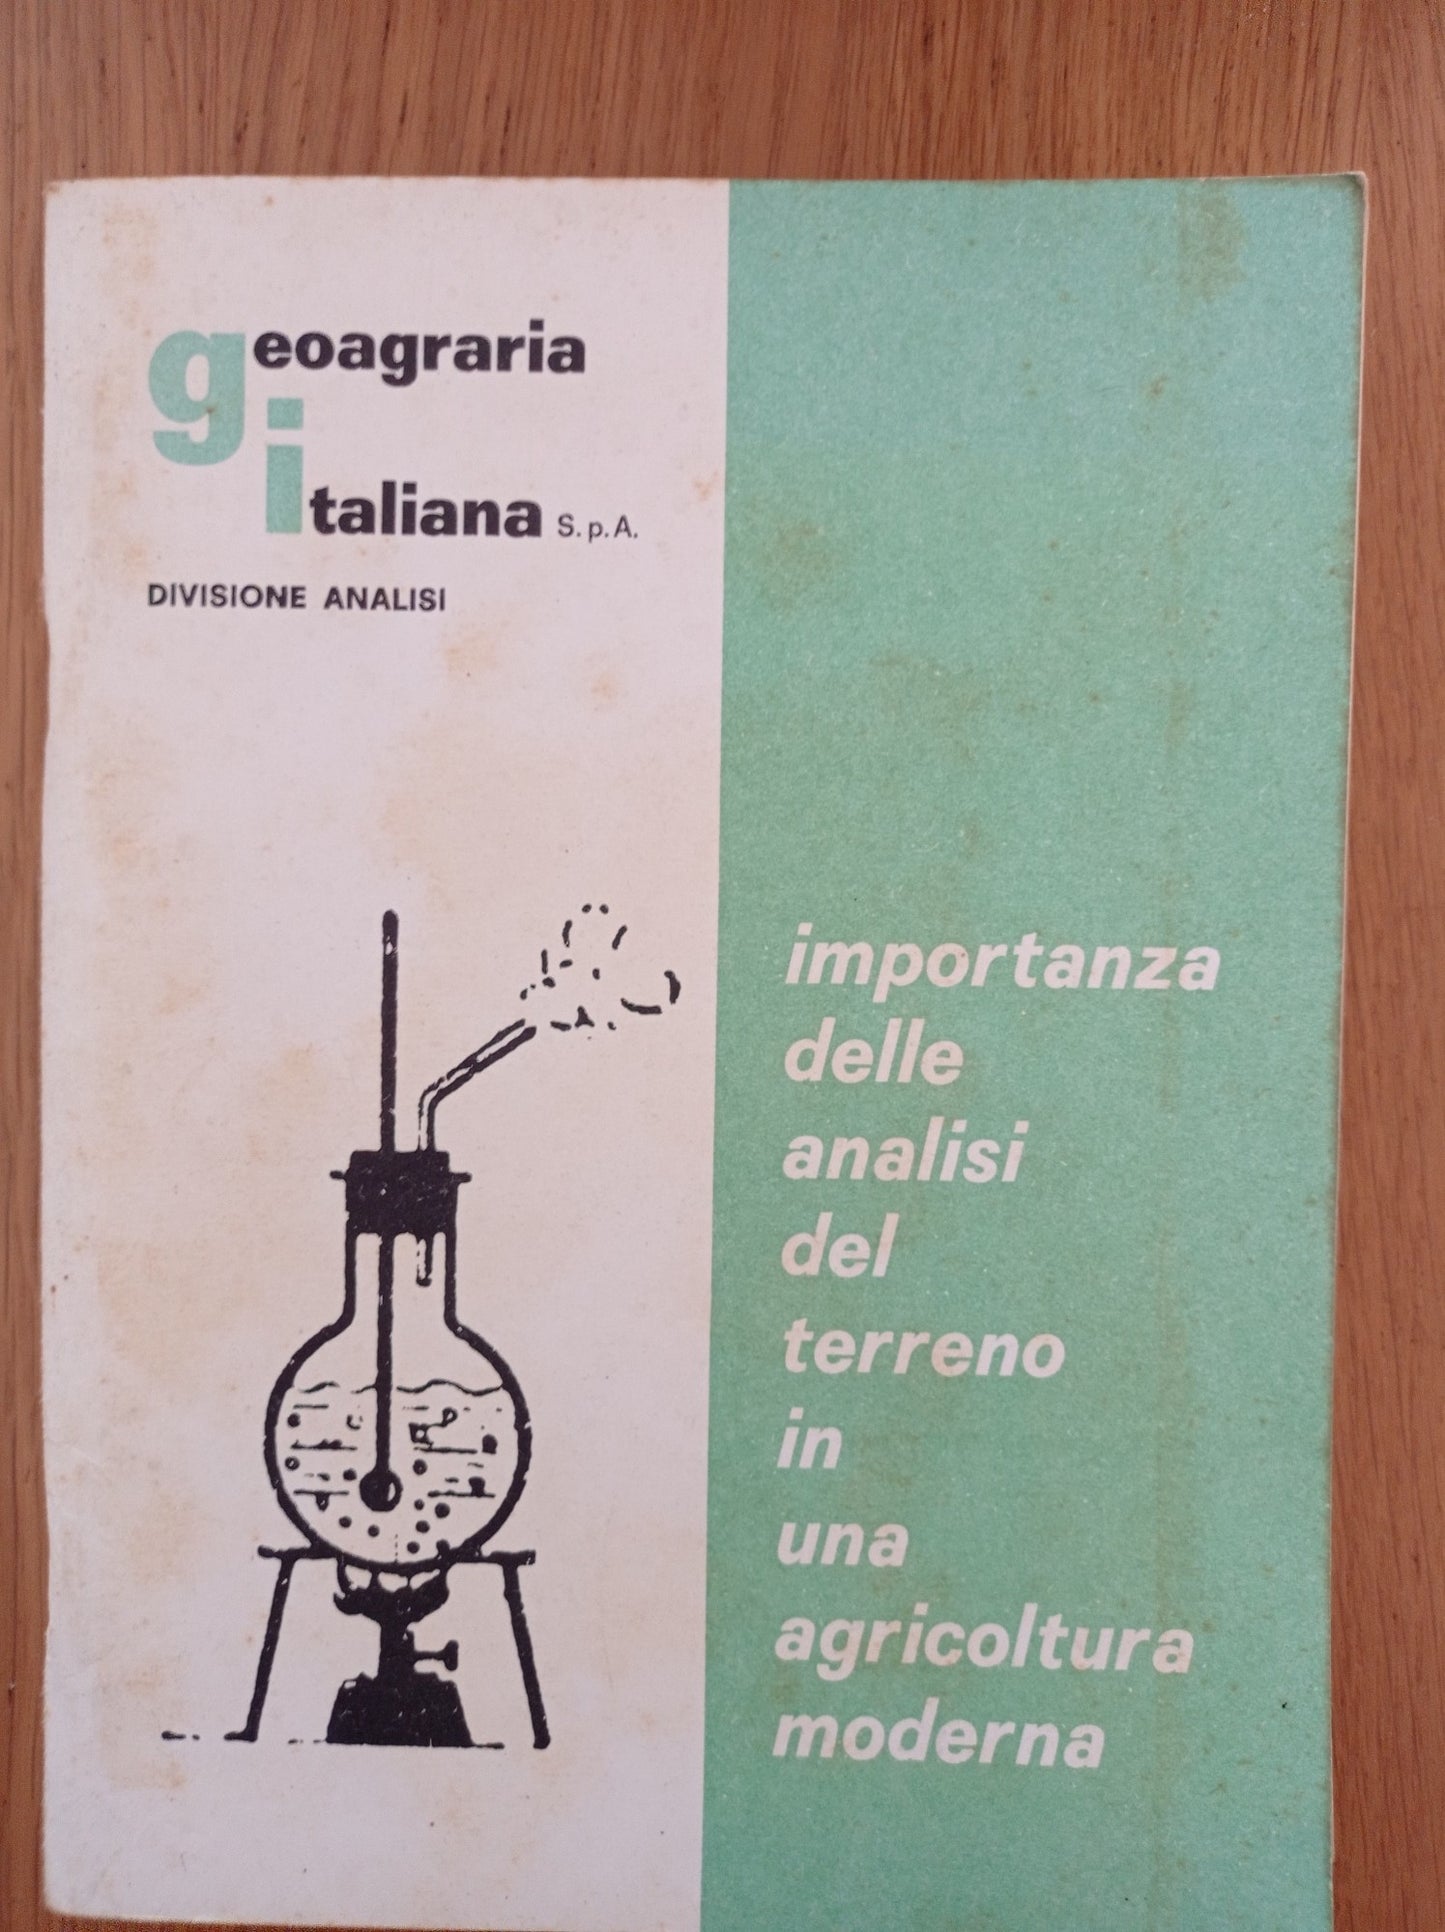 geoagraria
italiana S.p.A.
DIVISIONE ANALISI
importanza
delle
analisi
del
terreno
in
una
agricoltura
moderna